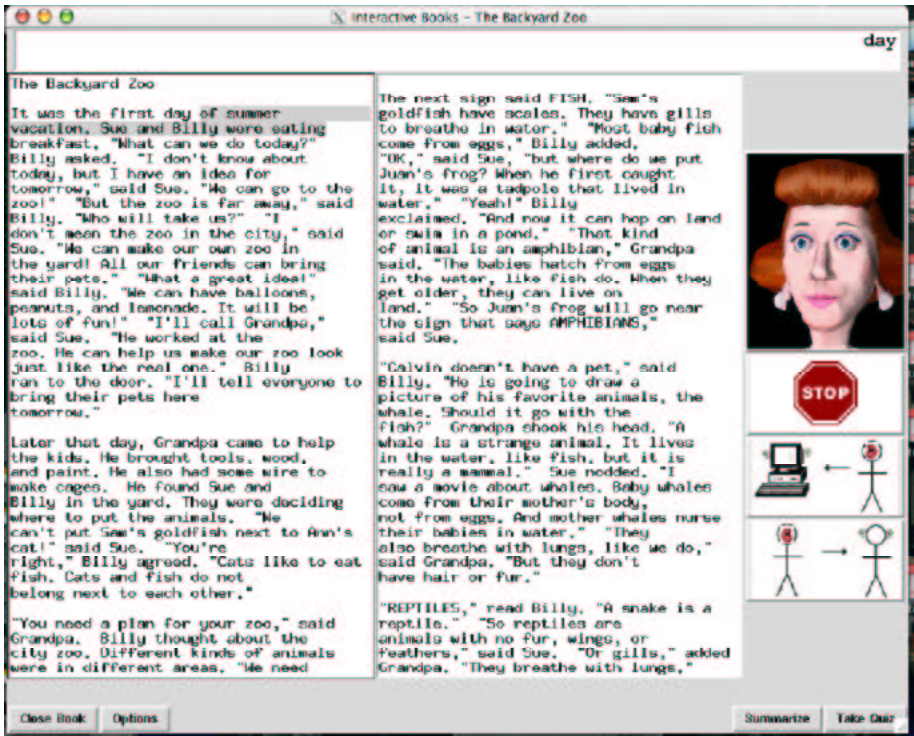 Interactive Books - The Backyard Zoo
day
The Backyard Zoo
It was the first day of summer
vacation. Sue and Billy were eating
breakfast. "What can we do today?"
Billy asked. "I don't know about
today, but I have an idea for
tomorrow," said Sue. "We can go to the
zoo!" "But the zoo is far away," said
Billy. "Who will take us?" "I
don't mean the zoo in the city," said
Sue. "We can make our own zoo in
the yard! All our friends can bring
their pets." "What a great idea!"
said Billy. "We can have balloons,
peanuts, and lemonade. It will be
lots of fun!" "I'll call Grandpa,"
said Sue. "He worked at the
zoo. He can help us make our zoo look
just like the real one." Billy
ran to the door. "I'll tell everyone to
bring their pets here
tomorrow."
Later that day, Grandpa came to help
the kids. He brought tools, wood,
and paint. He also had some wire to
make cages. He found Sue and
Billy in the yard. They were deciding
where to put the animals. "We
can't put Sam's goldfish next to Ann's
cat!" said Sue. "You're
right," Billy agreed. "Cats like to eat
fish. Cats and fish do not
belong next to each other."
"You need a plan for your zoo," said
Grandpa. Billy thought about the
city zoo. Different kinds of animals
were in different areas. "We need
The next sign said FISH. "Sam's
goldfish have scales. They have gills
to breathe in water." "Most baby fish
come from eggs," Billy added.
"OK," said Sue, "but where do we put
Juan's frog? When he first caught
it, it was a tadpole that lived in
water." "Yeah!" Billy
exclaimed. "And now it can hop on land
or swim in a pond." "That kind
of animal is an amphibian," Grandpa
said. "The babies hatch from eggs
in the water, like fish do. When they
get older, they can live on
land." "So Juan's frog will go near
the sign that says AMPHIBIANS,"
said Sue.
"Calvin doesn't have a pet," said
Billy. "He is going to draw a
picture of his favorite animals, the
whale. Should it go with the
fish?" Grandpa shook his head. "A
whale is a strange animal. It lives
in the water, like fish, but it is
really a mammal." Sue nodded. "I
saw a movie about whales. Baby whales
come from their mother's body,
not from eggs. And mother whales nurse
their babies in water." "They
also breathe with lungs, like we do,"
said Grandpa. "But they don't
have hair or fur."
"REPTILES," read Billy. "A snake is a
reptile." "So reptiles are
animals with no fur, wings, or
feathers," said Sue. "Or gills," added
Grandpa. "They breathe with lungs,"
STOP
Close Book
Options
Summarize
Take Quiz